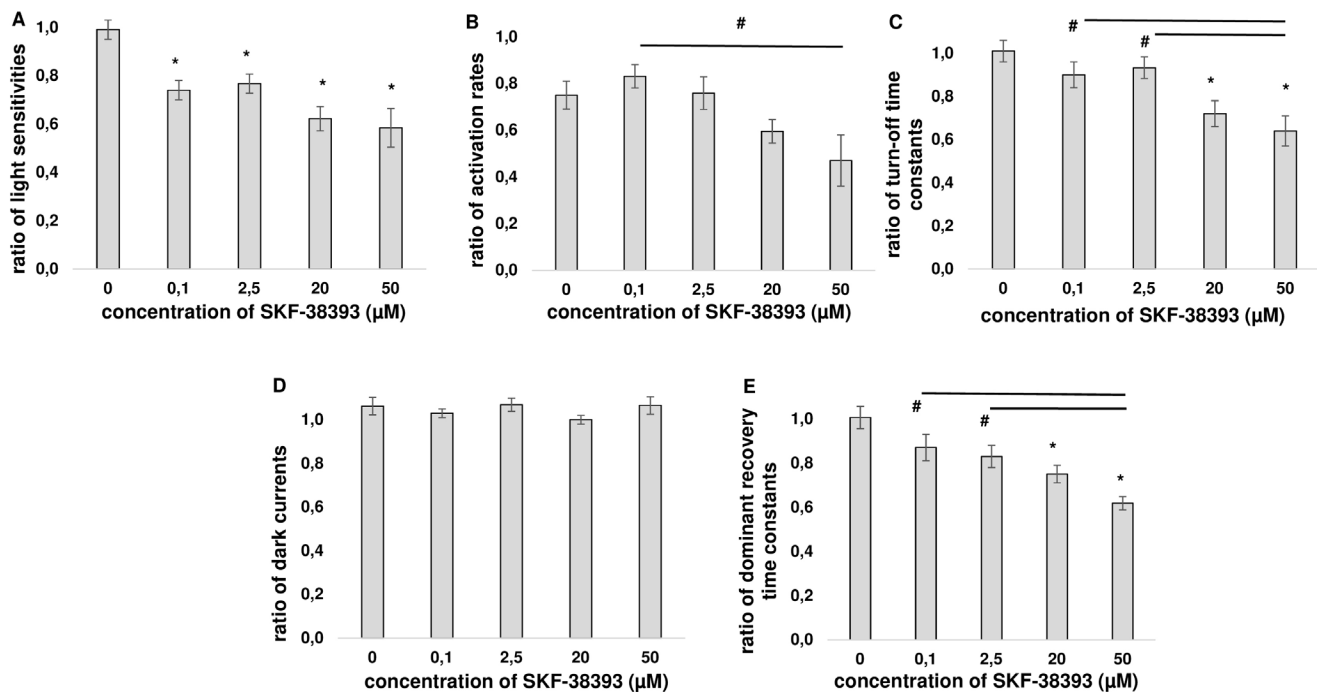 A
ratio of light sensitivities
1,0
0,8
0,6
0,4
0,2
0,0
*
*
*
*
0 0,1 2,5 20 50
concentration of SKF-38393 (µM)
B
ratio of activation rates
1,0
0,8
0,6
0,4
0,2
0,0
#
0 0,1 2,5 20 50
concentration of SKF-38393 (µM)
C
ratio of turn-off time
constants
1,0
0,8
0,6
0,4
0,2
0,0
#
#
*
*
0 0,1 2,5 20 50
concentration of SKF-38393 (µM)
D
ratio of dark currents
1,0
0,8
0,6
0,4
0,2
0,0
0 0,1 2,5 20 50
concentration of SKF-38393 (µM)
E
ratio of dominant recovery
time constants
1,0
0,8
0,6
0,4
0,2
0,0
#
#
*
*
0 0,1 2,5 20 50
concentration of SKF-38393 (µM)